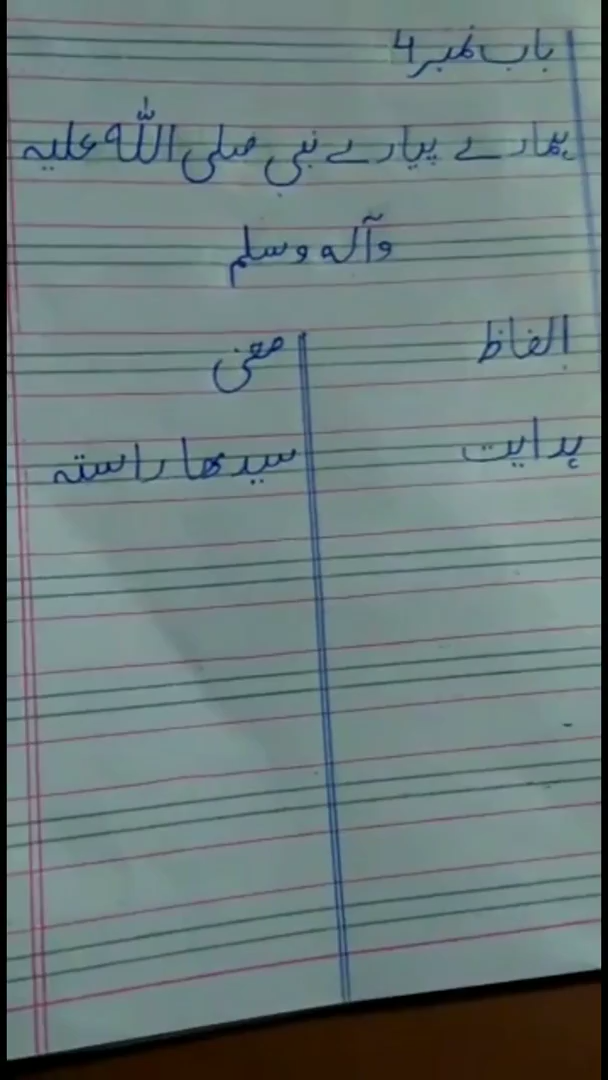 باب نمبر 4
ہمارے پیارے نبی صلی اللہ علیہ
وآلہ وسلم
الفاظ معنی
ہدایت سیدھا راستہ